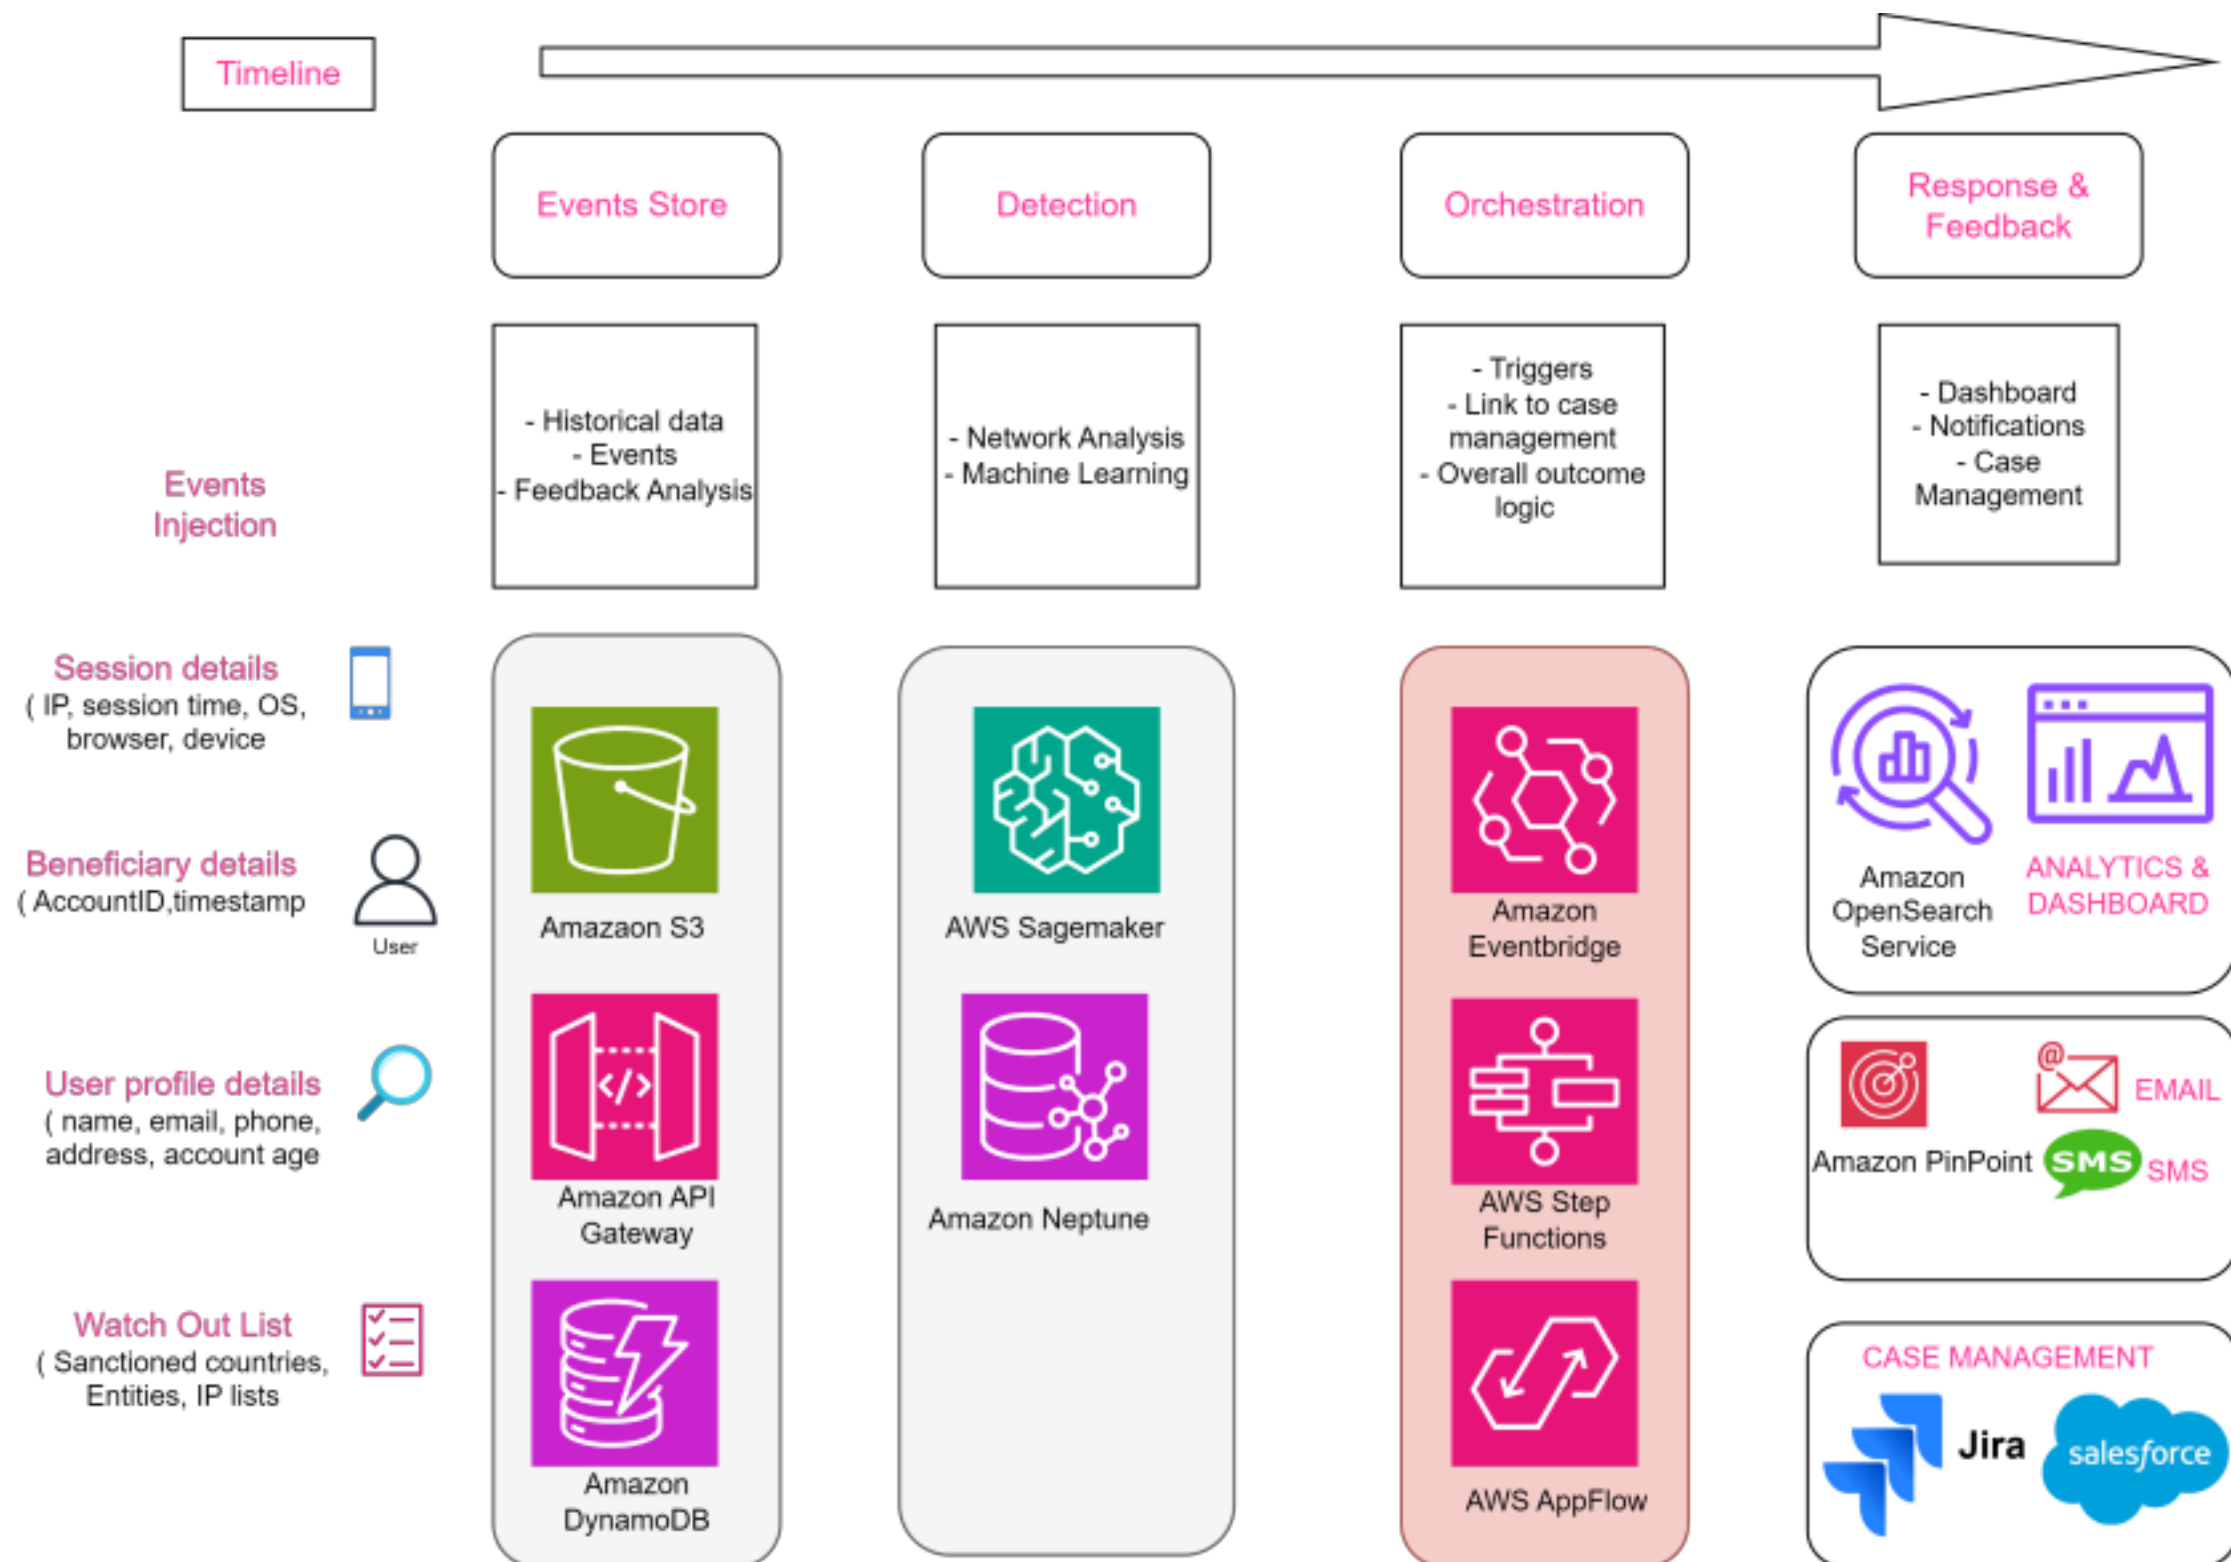 Timeline
Events Store
Detection
Orchestration
Response &
Feedback
Events
Injection
- Historical data
- Events
- Feedback Analysis
- Network Analysis
- Machine Learning
- Triggers
- Link to case
management
- Overall outcome
logic
- Dashboard
- Notifications
- Case
Management
Session details
( IP, session time, OS,
browser, device
Beneficiary details
( AccountID,timestamp
User
User profile details
( name, email, phone,
address, account age
Watch Out List
( Sanctioned countries,
Entities, IP lists
Amazaon S3
</>
Amazon API
Gateway
Amazon
DynamoDB
AWS Sagemaker
Amazon Neptune
Amazon
Eventbridge
AWS Step
Functions
AWS AppFlow
Amazon
OpenSearch
Service
ANALYTICS &
DASHBOARD
Amazon PinPoint
@
EMAIL
SMS
SMS
CASE MANAGEMENT
Jira
salesforce